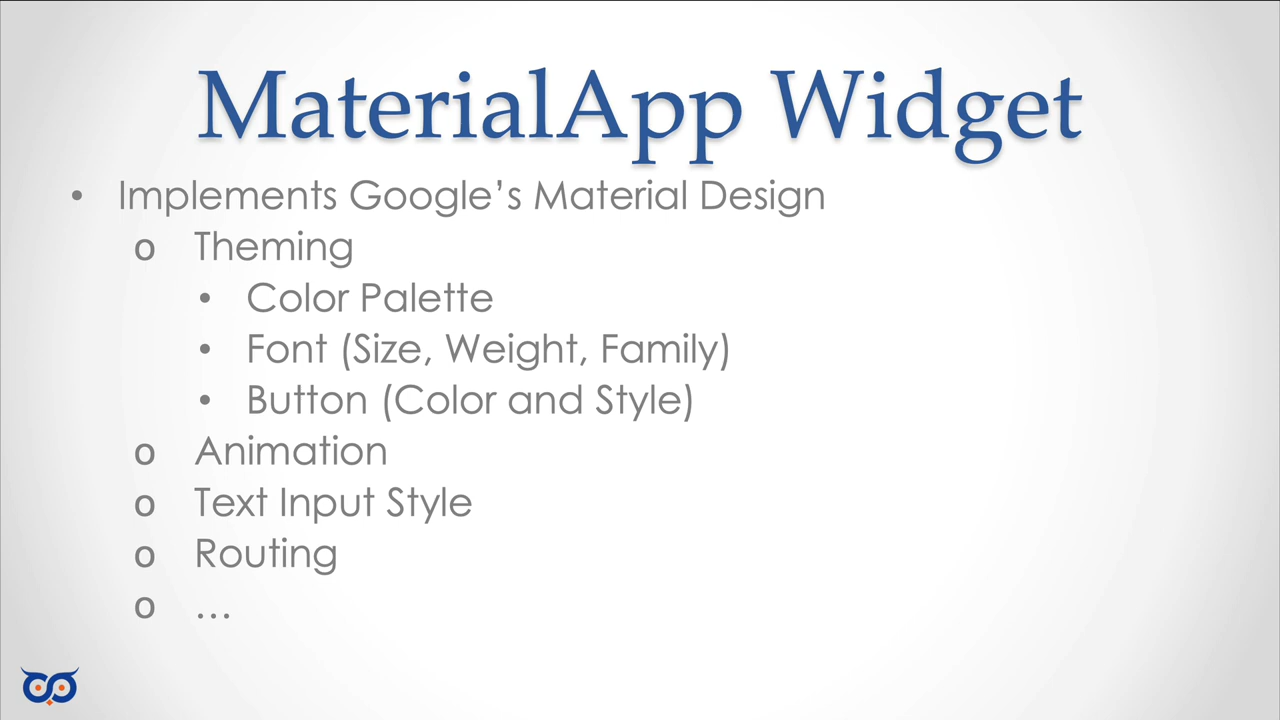 MaterialApp Widget
• Implements Google’s Material Design
o Theming
• Color Palette
• Font (Size, Weight, Family)
• Button (Color and Style)
o Animation
o Text Input Style
o Routing
o …